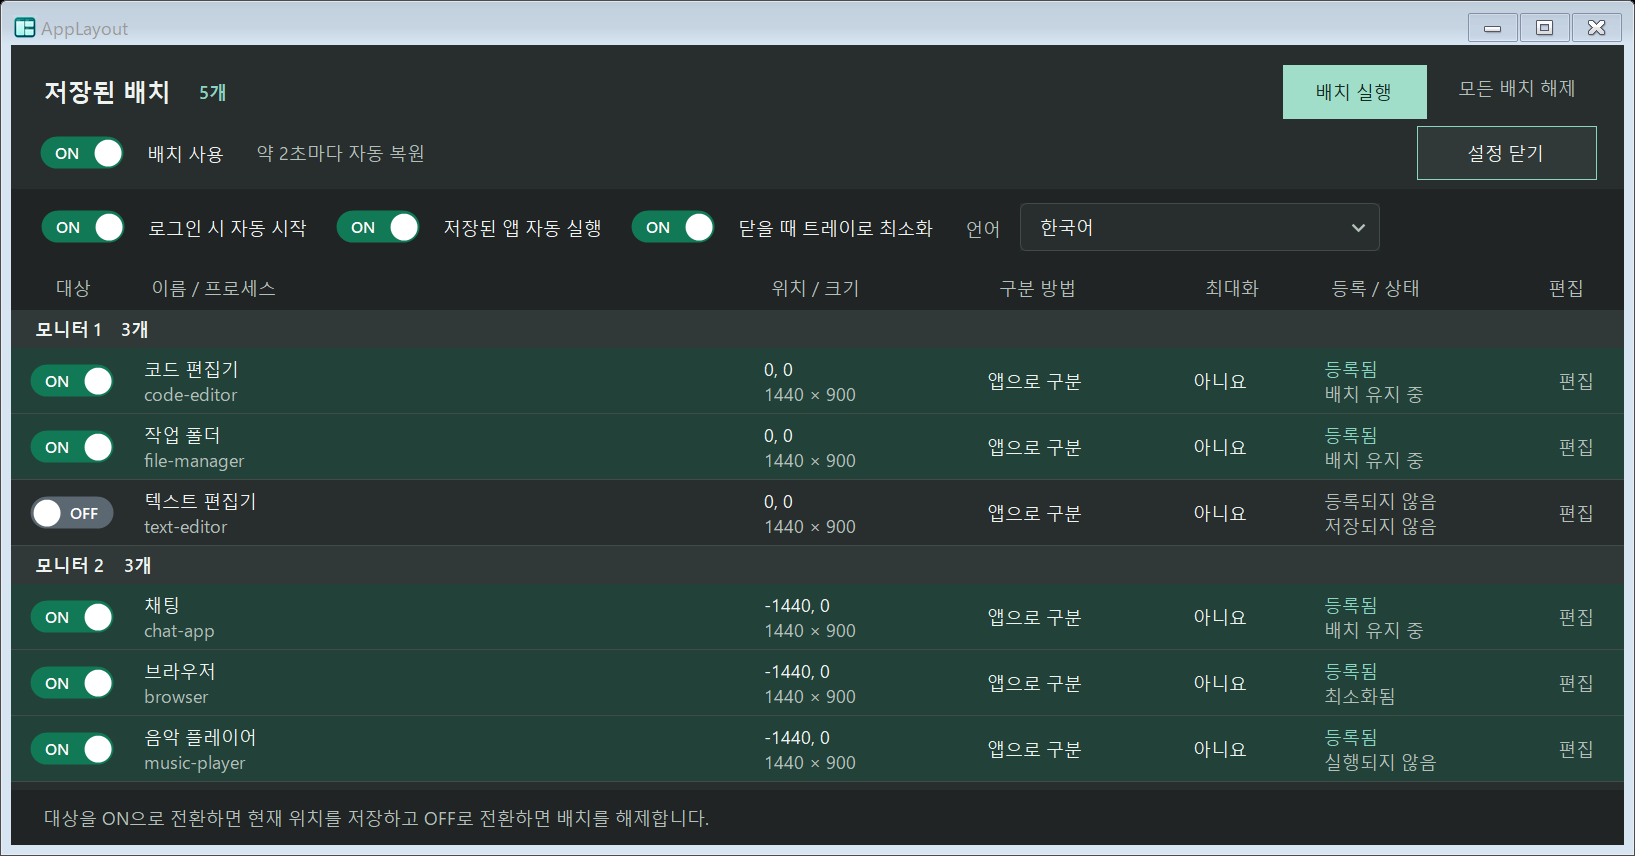 AppLayout
저장된 배치 5개
배치 실행 모든 배치 해제
ON 배치 사용 약 2초마다 자동 복원
설정 닫기
ON 로그인 시 자동 시작 ON 저장된 앱 자동 실행 ON 닫을 때 트레이로 최소화 언어 한국어
대상 이름 / 프로세스 위치 / 크기 구분 방법 최대화 등록 / 상태 편집
모니터 1 3개
ON 코드 편집기 0, 0 앱으로 구분 아니요 등록됨 편집
code-editor 1440 × 900 배치 유지 중
ON 작업 폴더 0, 0 앱으로 구분 아니요 등록됨 편집
file-manager 1440 × 900 배치 유지 중
OFF 텍스트 편집기 0, 0 앱으로 구분 아니요 등록되지 않음 편집
text-editor 1440 × 900 저장되지 않음
모니터 2 3개
ON 채팅 -1440, 0 앱으로 구분 아니요 등록됨 편집
chat-app 1440 × 900 배치 유지 중
ON 브라우저 -1440, 0 앱으로 구분 아니요 등록됨 편집
browser 1440 × 900 최소화됨
ON 음악 플레이어 -1440, 0 앱으로 구분 아니요 등록됨 편집
music-player 1440 × 900 실행되지 않음
대상을 ON으로 전환하면 현재 위치를 저장하고 OFF로 전환하면 배치를 해제합니다.